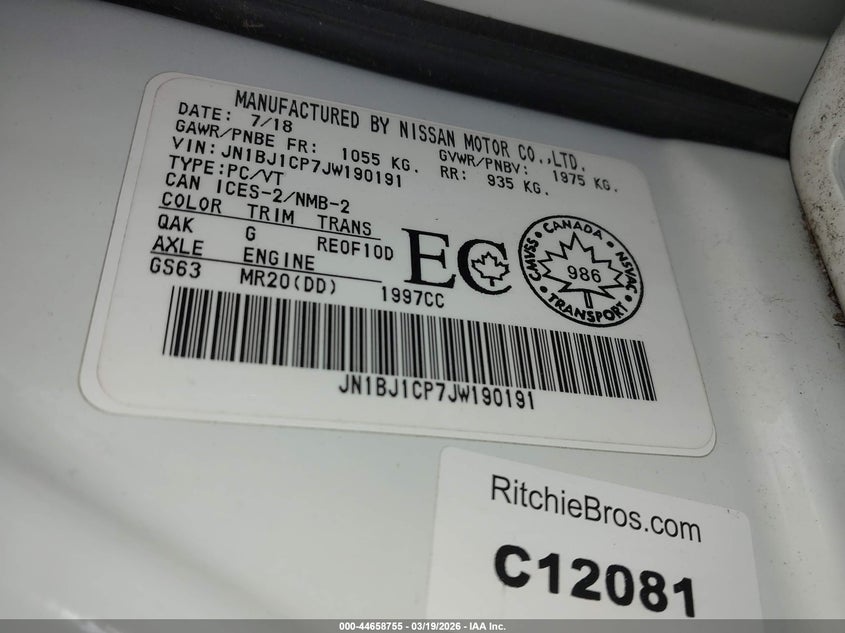 MANUFACTURED BY NISSAN MOTOR CO.,LTD.
DATE: 7/18
GAWR/PNBE FR: 1055 KG. GVWR/PNBV: 1975 KG.
VIN: JN1BJ1CP7JW190191 RR: 935 KG.
TYPE:PC/VT
CAN ICES-2/NMB-2
COLOR TRIM TRANS
QAK G RE0F10D
AXLE ENGINE
GS63 MR20(DD) 1997CC
EC
CANADA
CMVSS 986 NSVAC
TRANSPORT
JN1BJ1CP7JW190191
RitchieBros.com
C12081
000-44658755 — 03/19/2026 — IAA Inc.